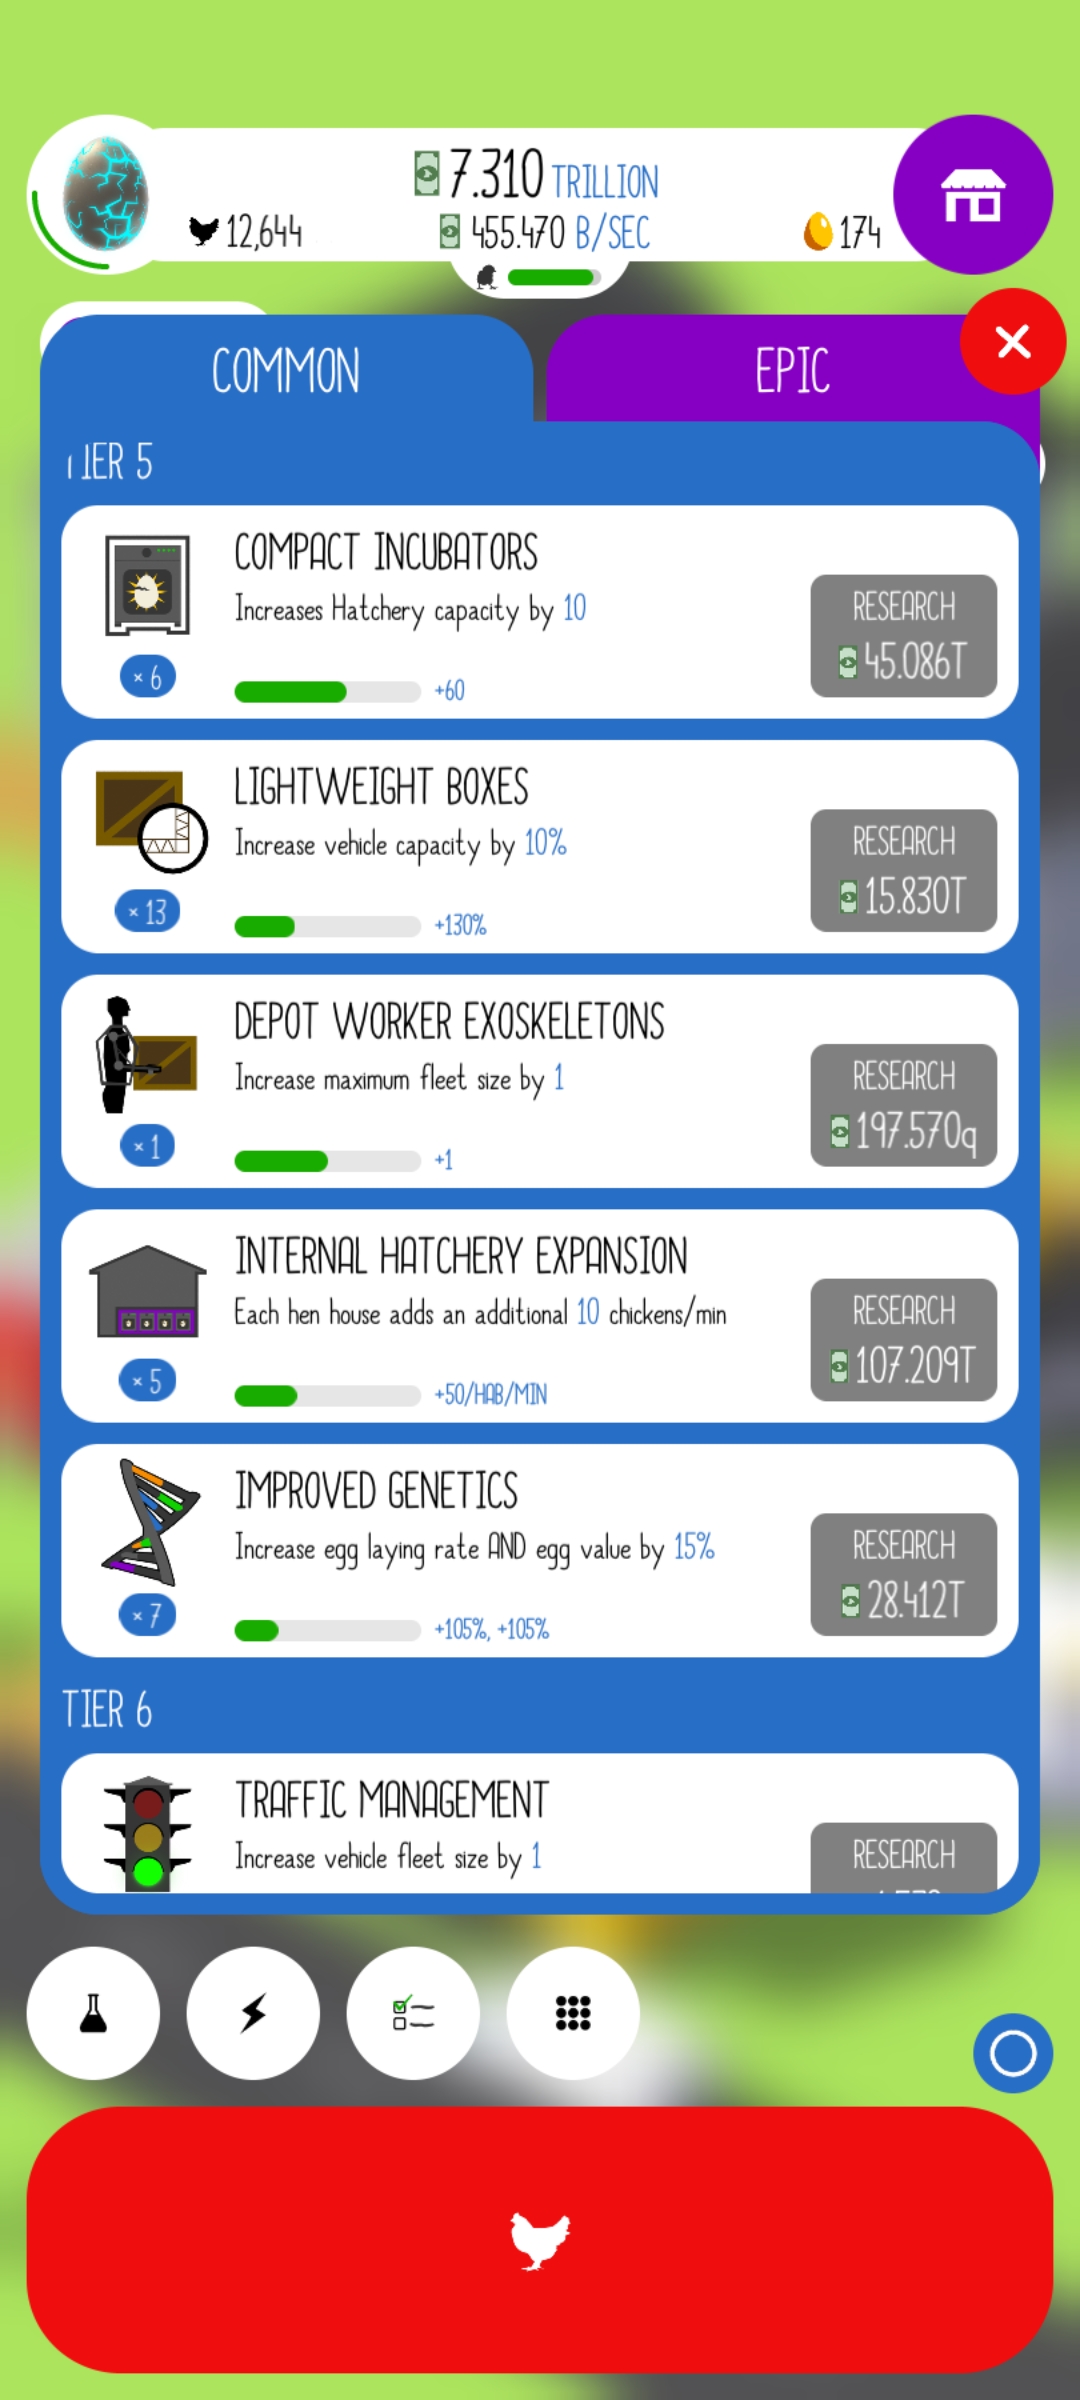 7.310 TRILLION
12,644
455.470 B/SEC
174
COMMON
EPIC
TIER 5
COMPACT INCUBATORS
Increases Hatchery capacity by 10
RESEARCH
45.086T
× 6
+60
LIGHTWEIGHT BOXES
Increase vehicle capacity by 10%
RESEARCH
15.830T
× 13
+130%
DEPOT WORKER EXOSKELETONS
Increase maximum fleet size by 1
RESEARCH
197.570q
× 1
+1
INTERNAL HATCHERY EXPANSION
Each hen house adds an additional 10 chickens/min
RESEARCH
107.209T
× 5
+50/HAB/MIN
IMPROVED GENETICS
Increase egg laying rate AND egg value by 15%
RESEARCH
28.412T
× 7
+105%, +105%
TIER 6
TRAFFIC MANAGEMENT
Increase vehicle fleet size by 1
RESEARCH